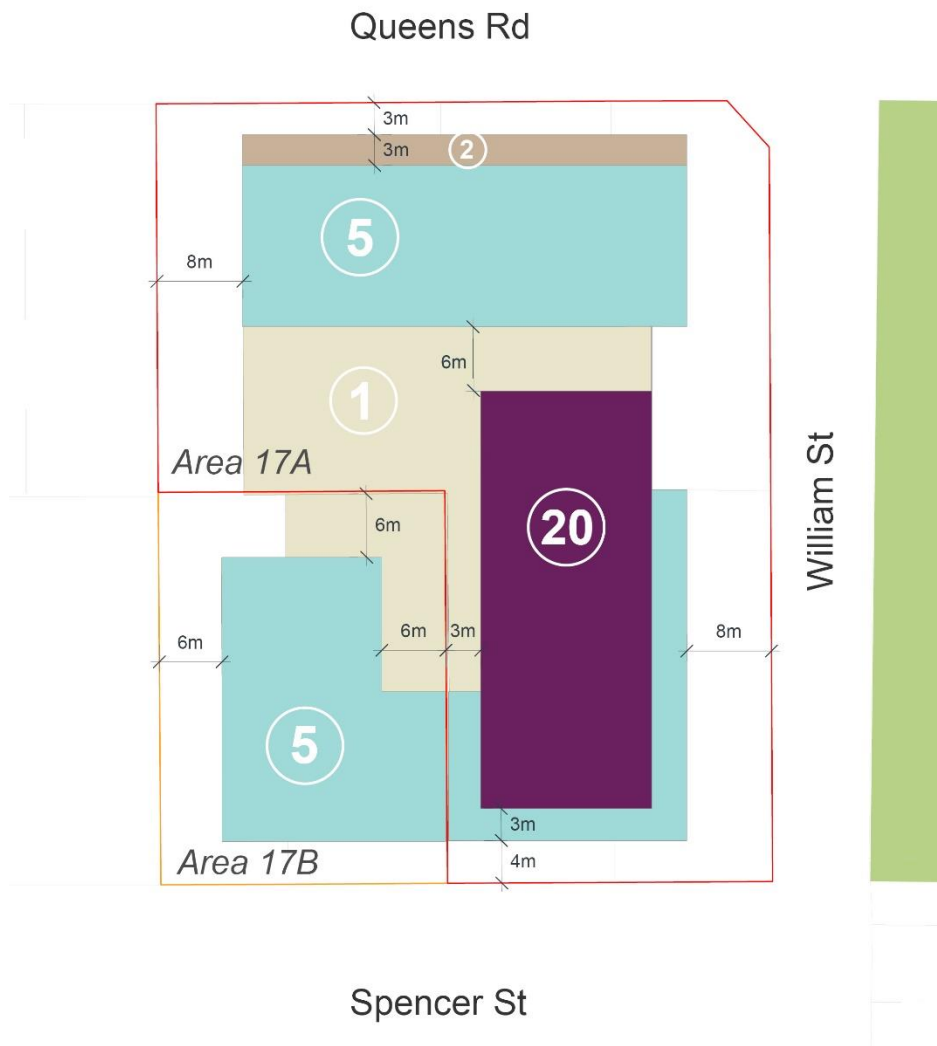 Queens Rd
3m
2
3m
5
8m
6m
1
Area 17A
20
6m
William St
6m
6m
3m
8m
5
3m
Area 17B
4m
Spencer St